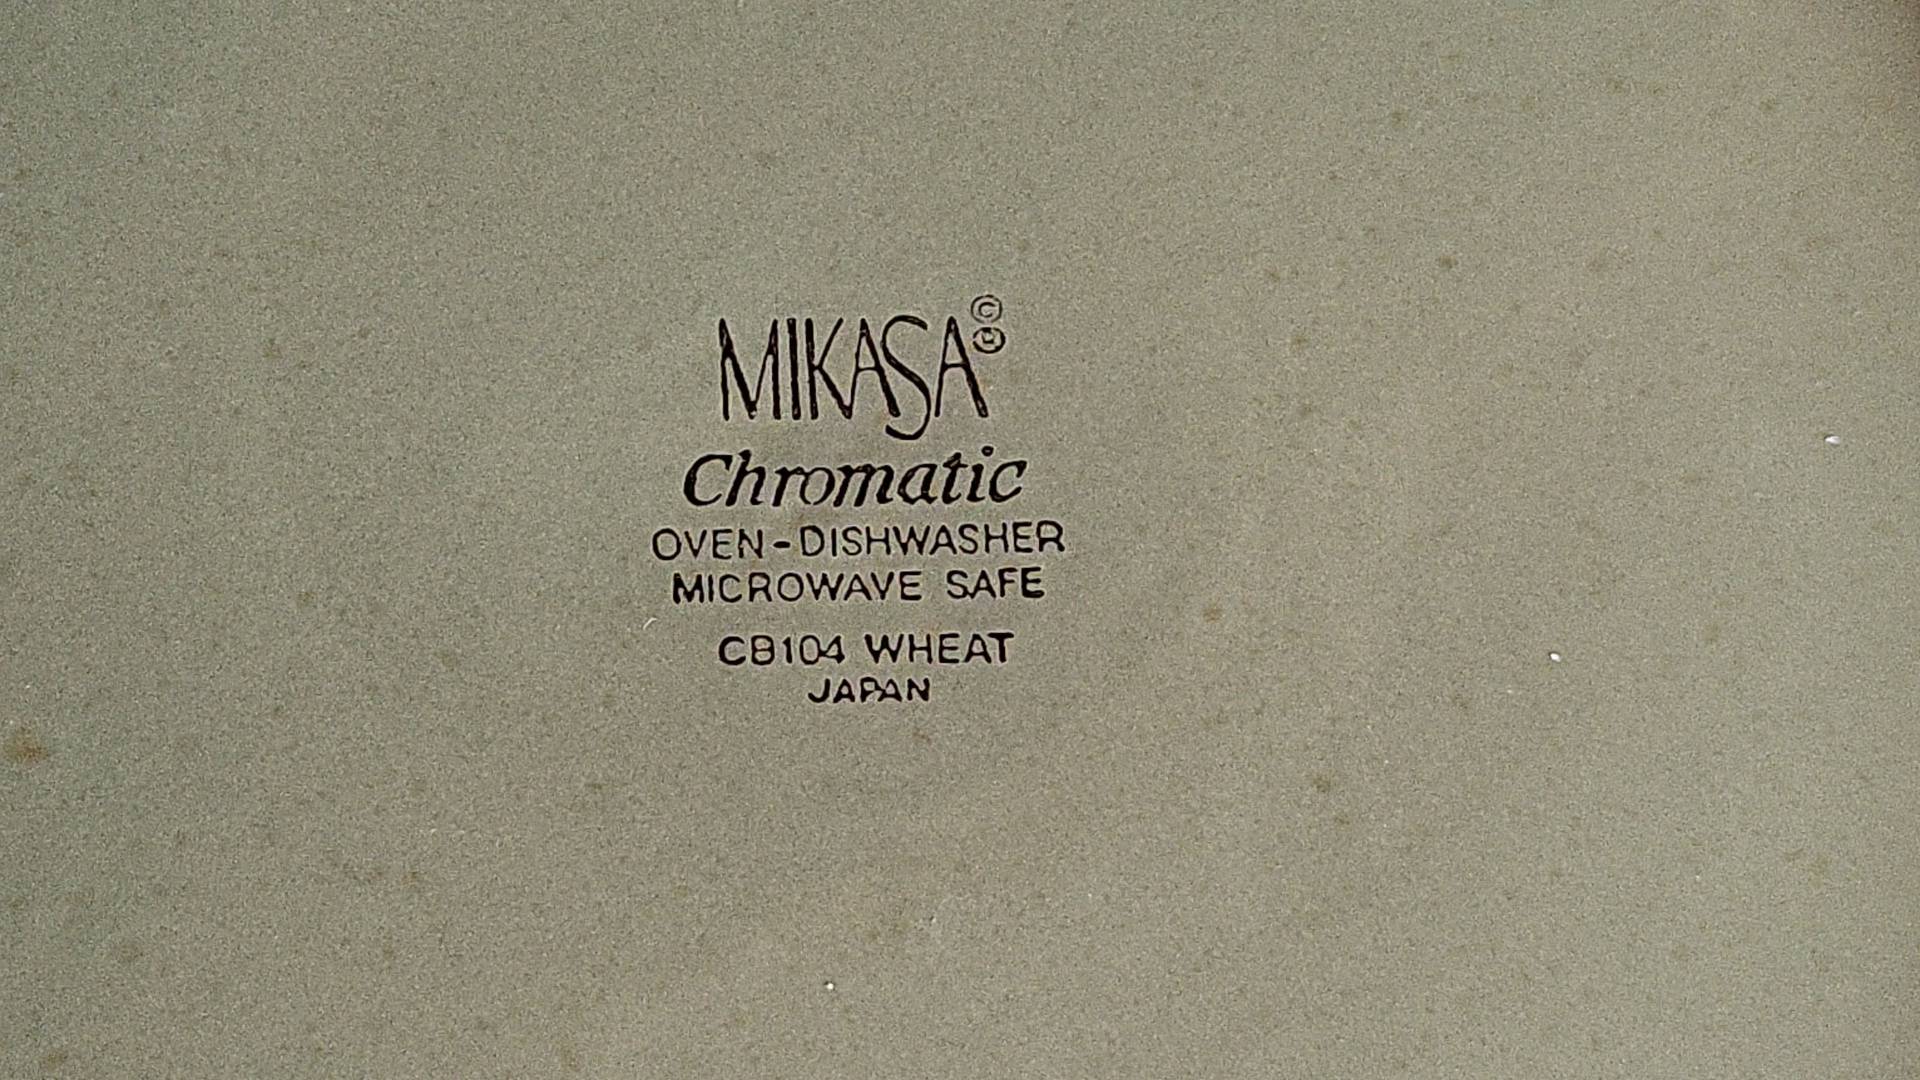 MIKASA©
Chromatic
OVEN-DISHWASHER
MICROWAVE SAFE
CB104 WHEAT
JAPAN